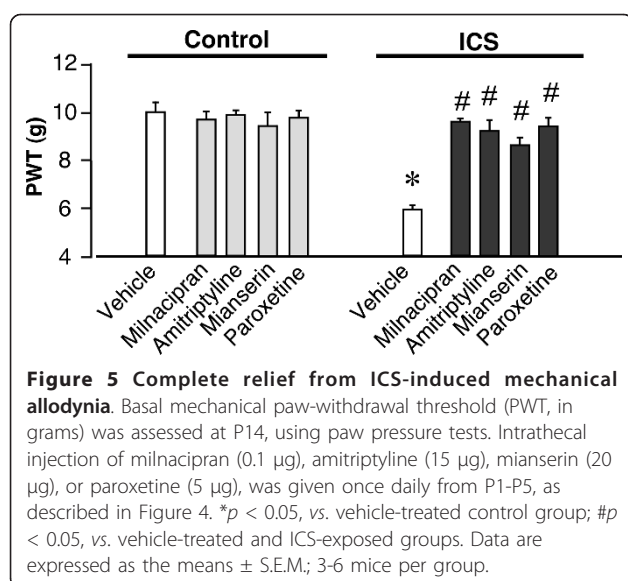 Control ICS
12
10
8
6
4
PWT (g)
# # # #
*
Vehicle
Milnacipran
Amitriptyline
Mianserin
Paroxetine
Vehicle
Milnacipran
Amitriptyline
Mianserin
Paroxetine
Figure 5 Complete relief from ICS-induced mechanical
allodynia. Basal mechanical paw-withdrawal threshold (PWT, in
grams) was assessed at P14, using paw pressure tests. Intrathecal
injection of milnacipran (0.1 μg), amitriptyline (15 μg), mianserin (20
μg), or paroxetine (5 μg), was given once daily from P1-P5, as
described in Figure 4. *p < 0.05, vs. vehicle-treated control group; #p
< 0.05, vs. vehicle-treated and ICS-exposed groups. Data are
expressed as the means ± S.E.M.; 3-6 mice per group.